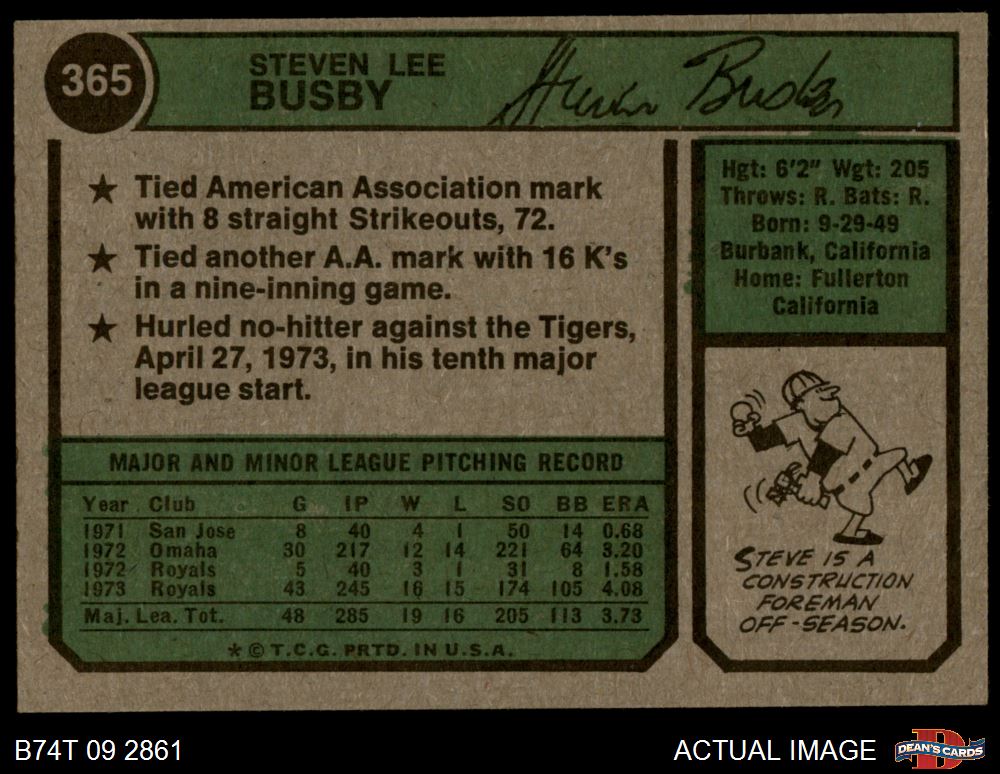 365
STEVEN LEE
BUSBY
Steven Busby
★ Tied American Association mark
with 8 straight Strikeouts, 72.
★ Tied another A.A. mark with 16 K's
in a nine-inning game.
★ Hurled no-hitter against the Tigers,
April 27, 1973, in his tenth major
league start.
Hgt: 6'2" Wgt: 205
Throws: R. Bats: R.
Born: 9-29-49
Burbank, California
Home: Fullerton
California
MAJOR AND MINOR LEAGUE PITCHING RECORD
Year Club G IP W L SO BB ERA
1971 San Jose 8 40 4 1 50 14 0.68
1972 Omaha 30 217 12 14 221 64 3.20
1972 Royals 5 40 3 1 31 8 1.58
1973 Royals 43 245 16 15 174 105 4.08
Maj. Lea. Tot. 48 285 19 16 205 113 3.73
* © T.C.G. PRTD. IN U.S.A.
STEVE IS A
CONSTRUCTION
FOREMAN
OFF-SEASON.
B74T 09 2861
ACTUAL IMAGE
DEAN'S CARDS